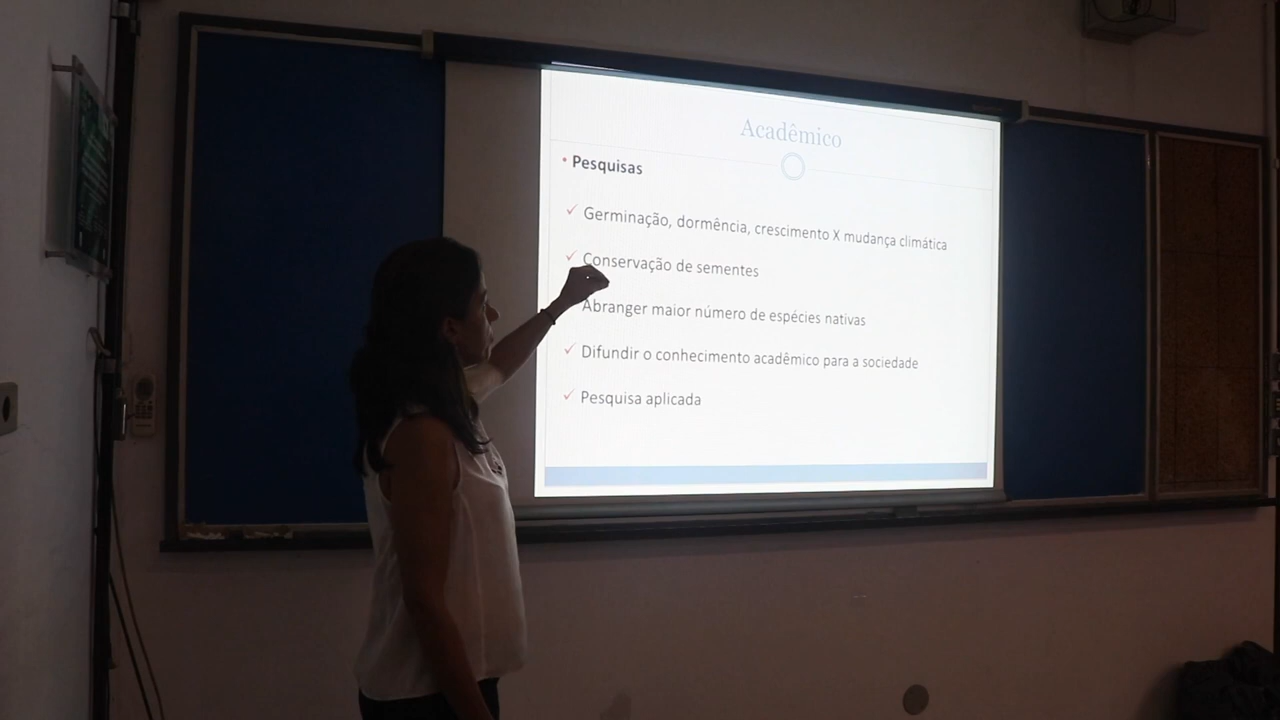 Acadêmico
• Pesquisas
✓ Germinação, dormência, crescimento X mudança climática
✓ Conservação de sementes
Abranger maior número de espécies nativas
✓ Difundir o conhecimento acadêmico para a sociedade
✓ Pesquisa aplicada